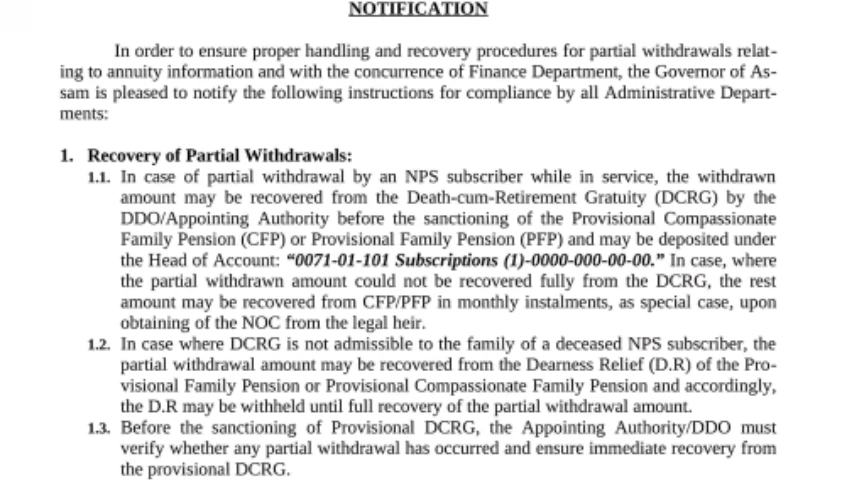 NOTIFICATION
In order to ensure proper handling and recovery procedures for partial withdrawals relat-
ing to annuity information and with the concurrence of Finance Department, the Governor of As-
sam is pleased to notify the following instructions for compliance by all Administrative Depart-
ments:
1. Recovery of Partial Withdrawals:
1.1. In case of partial withdrawal by an NPS subscriber while in service, the withdrawn
amount may be recovered from the Death-cum-Retirement Gratuity (DCRG) by the
DDO/Appointing Authority before the sanctioning of the Provisional Compassionate
Family Pension (CFP) or Provisional Family Pension (PFP) and may be deposited under
the Head of Account: “0071-01-101 Subscriptions (1)-0000-000-00-00.” In case, where
the partial withdrawn amount could not be recovered fully from the DCRG, the rest
amount may be recovered from CFP/PFP in monthly instalments, as special case, upon
obtaining of the NOC from the legal heir.
1.2. In case where DCRG is not admissible to the family of a deceased NPS subscriber, the
partial withdrawal amount may be recovered from the Dearness Relief (D.R) of the Pro-
visional Family Pension or Provisional Compassionate Family Pension and accordingly,
the D.R may be withheld until full recovery of the partial withdrawal amount.
1.3. Before the sanctioning of Provisional DCRG, the Appointing Authority/DDO must
verify whether any partial withdrawal has occurred and ensure immediate recovery from
the provisional DCRG.